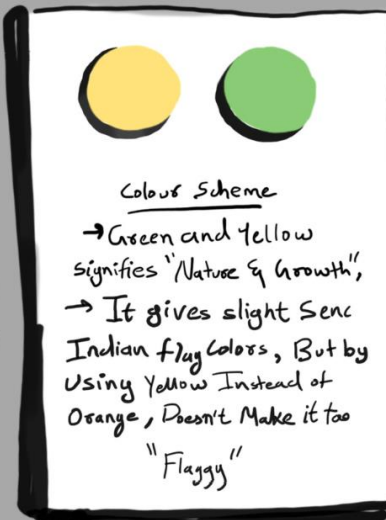 Colour Scheme
→ Green and Yellow
signifies "Nature & Growth",
→ It gives slight Senc
Indian flag Colors, But by
Using Yellow Instead of
Orange, Doesn't Make it too
"Flaggy"